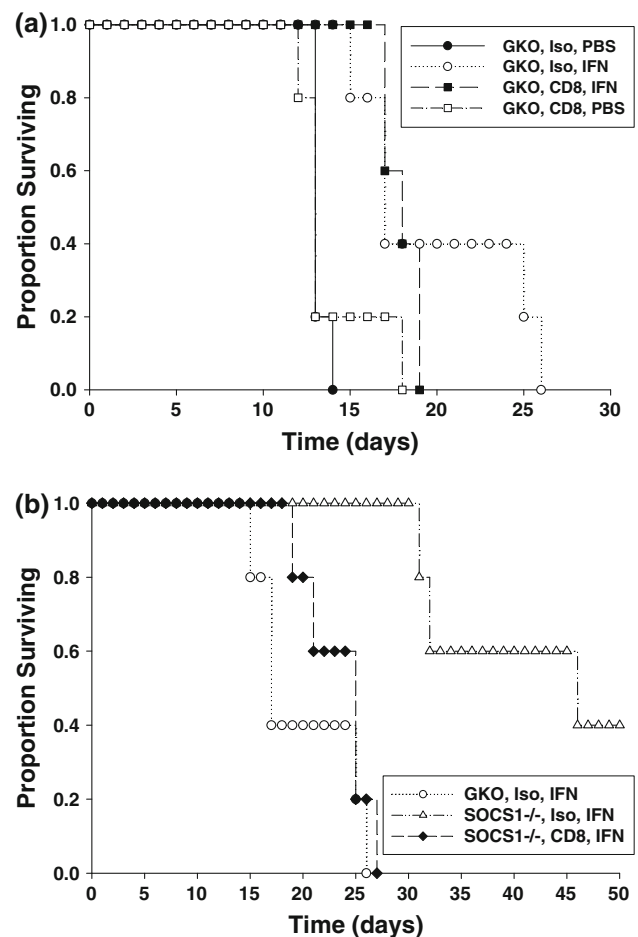 (a)
1.0
0.8
0.6
0.4
0.2
0.0
Proportion Surviving
GKO, Iso, PBS
GKO, Iso, IFN
GKO, CD8, IFN
GKO, CD8, PBS
0 5 10 15 20 25 30
Time (days)
(b)
1.0
0.8
0.6
0.4
0.2
0.0
Proportion Surviving
GKO, Iso, IFN
SOCS1-/-, Iso, IFN
SOCS1-/-, CD8, IFN
0 5 10 15 20 25 30 35 40 45 50
Time (days)